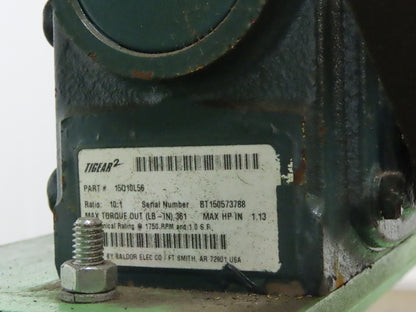 TIGEAR2
PART # 15Q10L56
Ratio: 10:1 Serial Number BT150573788
MAX TORQUE OUT (LB-IN) 361 MAX HP IN 1.13
Rating @ 1750 RPM and 1.0 S.F.
BY BALDOR ELEC CO FT SMITH, AR 72901 USA